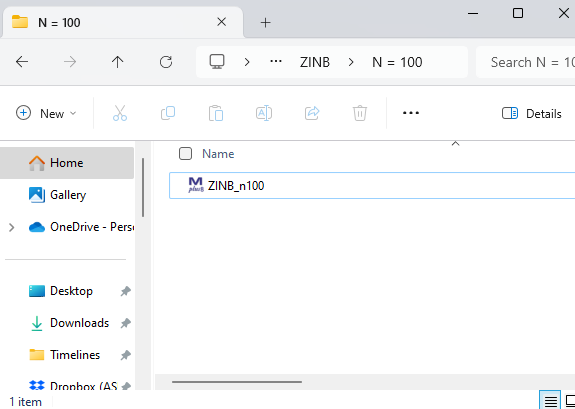 N = 100
ZINB
N = 100
Search N = 10
New
Details
Home
Gallery
OneDrive - Perso
Desktop
Downloads
Timelines
Dropbox (AS
Name
M
plus
ZINB_n100
1 item